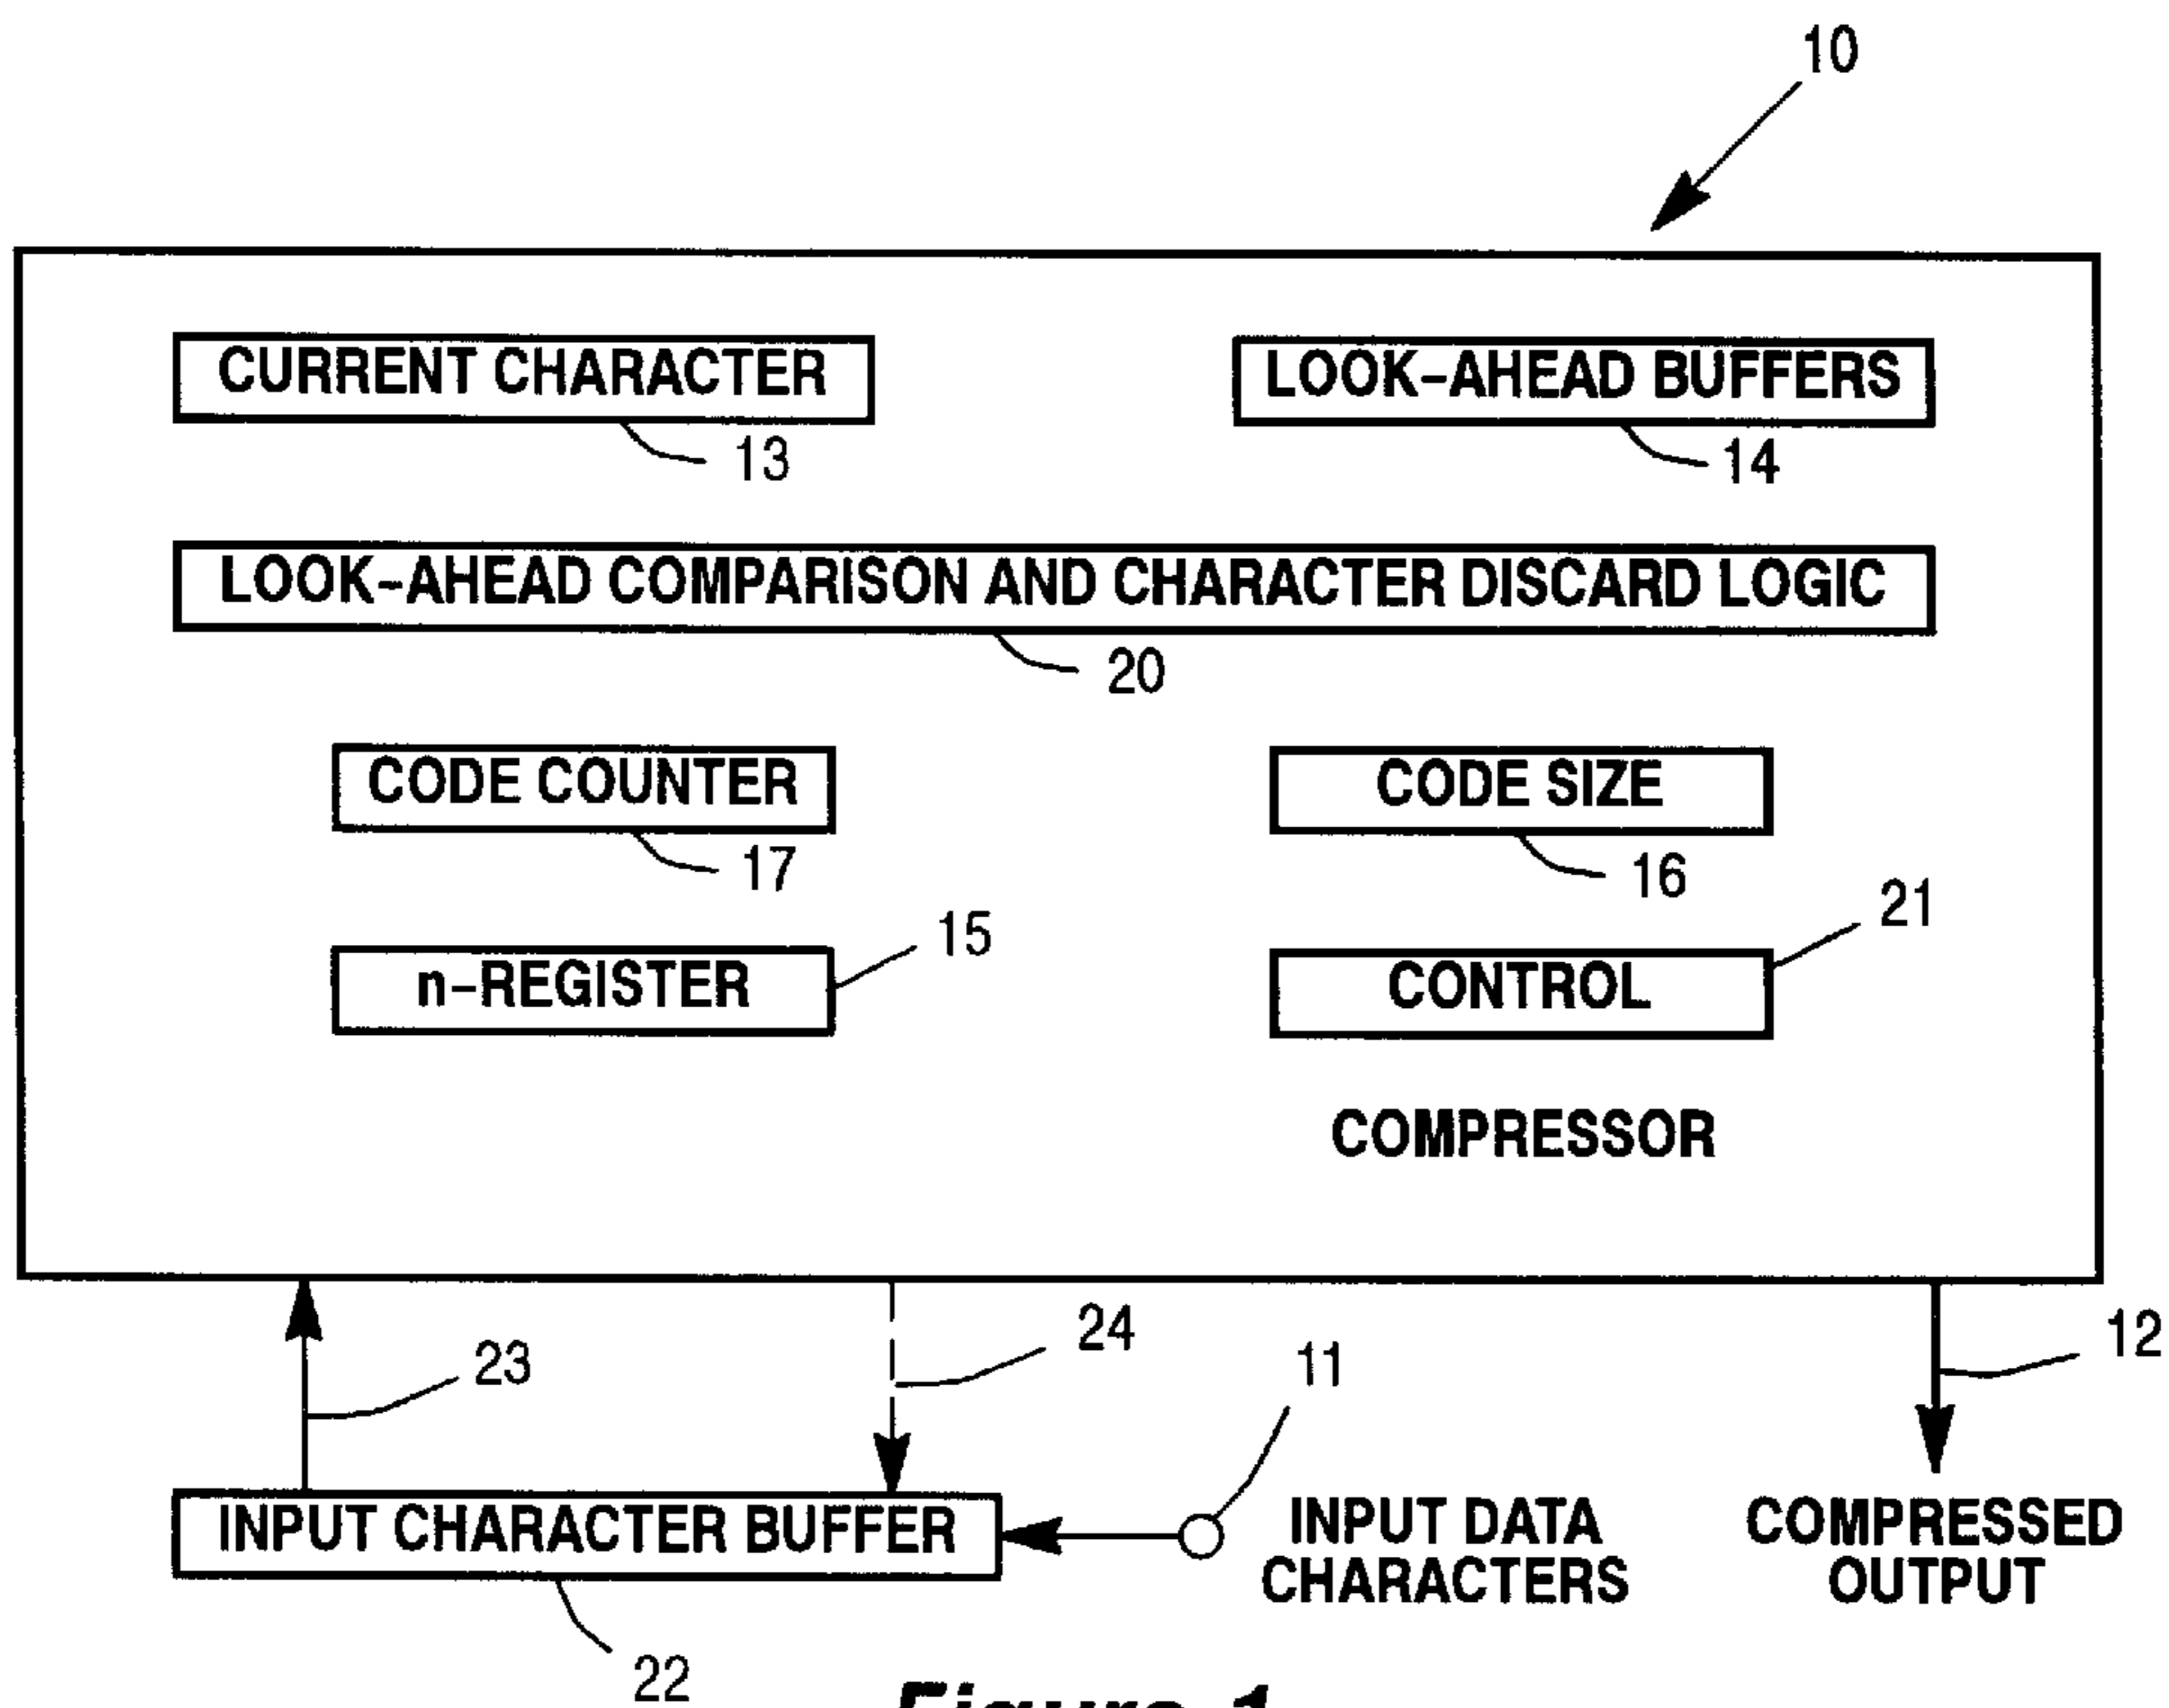 10
CURRENT CHARACTER
LOOK-AHEAD BUFFERS
13
14
LOOK-AHEAD COMPARISON AND CHARACTER DISCARD LOGIC
20
CODE COUNTER
CODE SIZE
17
16
21
15
n-REGISTER
CONTROL
COMPRESSOR
23
24
11
12
INPUT CHARACTER BUFFER
INPUT DATA
CHARACTERS
COMPRESSED
OUTPUT
22
Figure 1